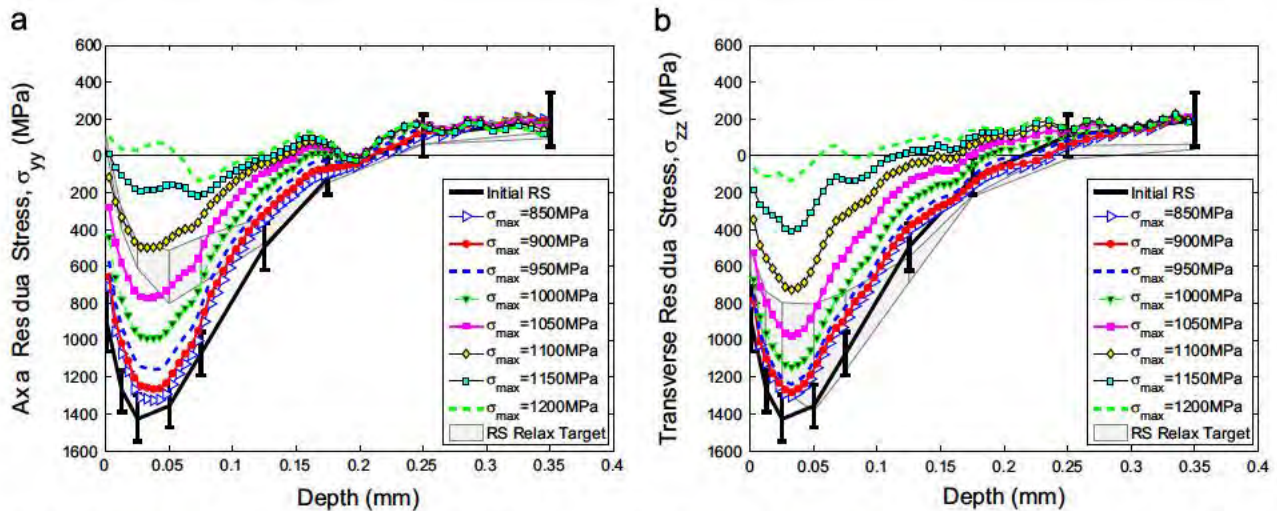 a
Ax a Res dua Stress, σyy (MPa)
600
400
200
0
200
400
600
800
1000
1200
1400
1600
0
0.05
0.1
0.15
0.2
0.25
0.3
0.35
0.4
Depth (mm)
Initial RS
σmax=850MPa
σmax=900MPa
σmax=950MPa
σmax=1000MPa
σmax=1050MPa
σmax=1100MPa
σmax=1150MPa
σmax=1200MPa
RS Relax Target
b
Transverse Res dua Stress, σzz (MPa)
600
400
200
0
200
400
600
800
1000
1200
1400
1600
0
0.05
0.1
0.15
0.2
0.25
0.3
0.35
0.4
Depth (mm)
Initial RS
σmax=850MPa
σmax=900MPa
σmax=950MPa
σmax=1000MPa
σmax=1050MPa
σmax=1100MPa
σmax=1150MPa
σmax=1200MPa
RS Relax Target